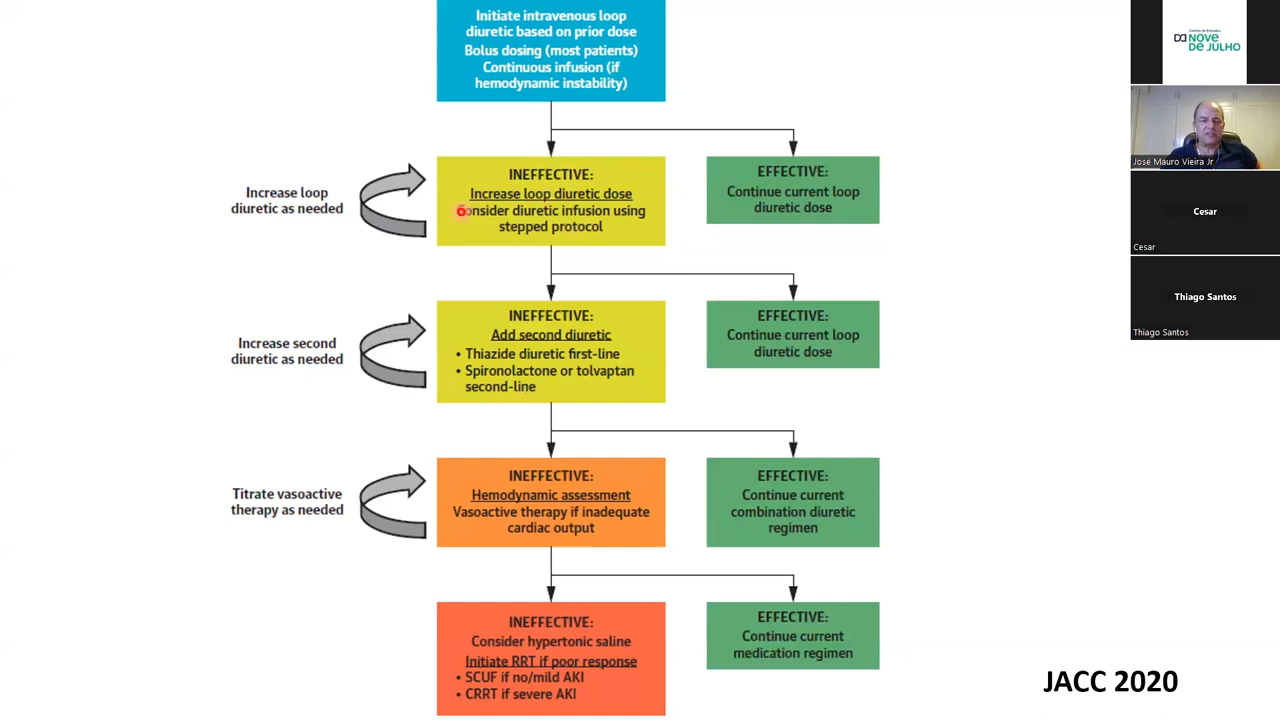 Initiate intravenous loop
diuretic based on prior dose
Bolus dosing (most patients)
Continuous infusion (if
hemodynamic instability)
Increase loop
diuretic as needed
INEFFECTIVE:
Increase loop diuretic dose
Consider diuretic infusion using
stepped protocol
EFFECTIVE:
Continue current loop
diuretic dose
Increase second
diuretic as needed
INEFFECTIVE:
Add second diuretic
• Thiazide diuretic first-line
• Spironolactone or tolvaptan
second-line
EFFECTIVE:
Continue current loop
diuretic dose
Titrate vasoactive
therapy as needed
INEFFECTIVE:
Hemodynamic assessment
Vasoactive therapy if inadequate
cardiac output
EFFECTIVE:
Continue current
combination diuretic
regimen
INEFFECTIVE:
Consider hypertonic saline
Initiate RRT if poor response
• SCUF if no/mild AKI
• CRRT if severe AKI
EFFECTIVE:
Continue current
medication regimen
JACC 2020
Centro de Estudos
NOVE
DE JULHO
José Mauro Vieira Jr
Cesar
Cesar
Thiago Santos
Thiago Santos